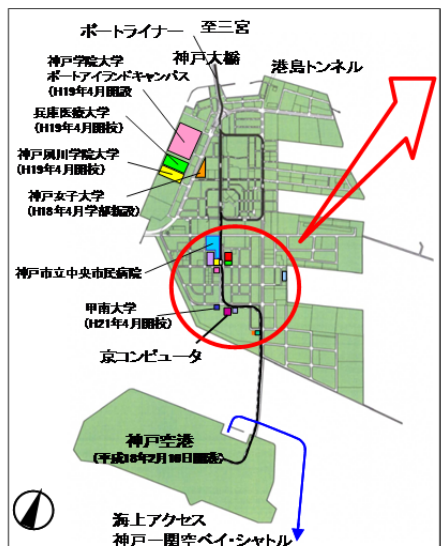 ポートライナー
至三宮
神戸大橋
港島トンネル
神戸学院大学
ポートアイランドキャンパス
(H19年4月開設
兵庫医療大学
(H19年4月開校)
神戸夙川学院大学
(H19年4月開校)
神戸女子大学
(H18年4月学部新設)
神戸市立中央市民病院
甲南大学
(H21年4月開校)
京コンピュータ
神戸空港
(平成18年2月16日開港)
海上アクセス
神戸ー関空ベイ・シャトル